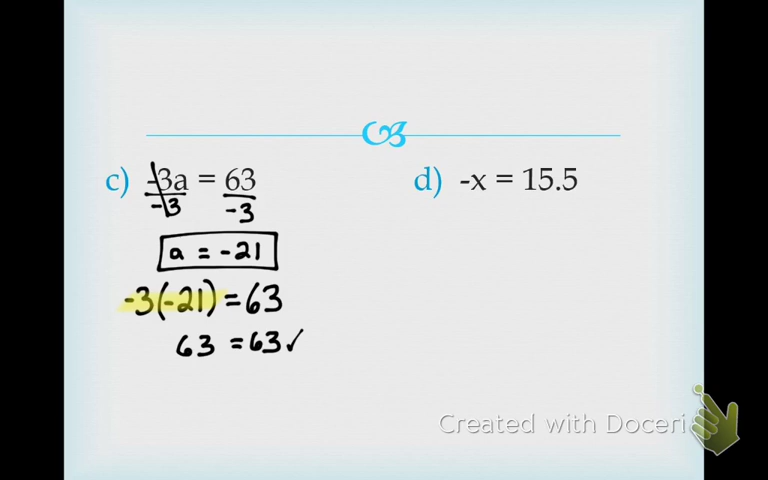 c) -3a = 63
-3 -3
a = -21
-3(-21) = 63
63 = 63 ✓
d) -x = 15.5
Created with Doceri